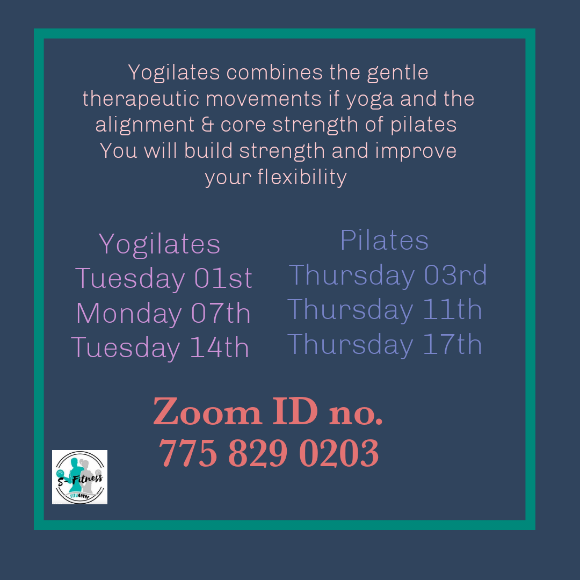 Yogilates combines the gentle
therapeutic movements if yoga and the
alignment & core strength of pilates
You will build strength and improve
your flexibility
Yogilates
Tuesday 01st
Monday 07th
Tuesday 14th
Pilates
Thursday 03rd
Thursday 11th
Thursday 17th
Zoom ID no.
775 829 0203
S-Fitness